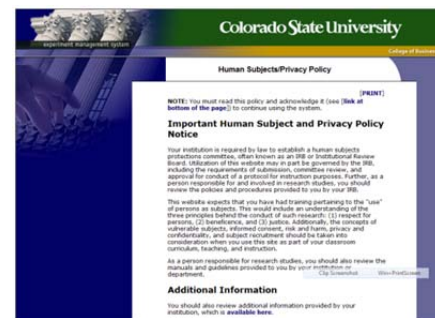 experiment management system
Colorado State University
College of Business
Human Subjects/Privacy Policy
[PRINT]
NOTE: You must read this policy and acknowledge it (see [link at
bottom of the page]) to continue using the system.
Important Human Subject and Privacy Policy
Notice
Your institution is required by law to establish a human subjects
protections committee, often known as an IRB or Institutional Review
Board. Utilization of this website may in part be governed by the IRB,
including the requirements of submission, committee review, and
approval for conduct of a protocol for instruction purposes. Further, as a
person responsible for and involved in research studies, you should
review the policies and procedures provided to you by your IRB.
This website expects that you have had training pertaining to the "use"
of persons as subjects. This would include an understanding of the
three principles behind the conduct of such research: (1) respect for
persons, (2) beneficence, and (3) justice. Additionally, the concepts of
vulnerable subjects, informed consent, risk and harm, privacy and
confidentiality, and subject recruitment should be taken into
consideration when you use this site as part of your classroom
curriculum, teaching, and instruction.
As a person responsible for research studies, you should also review the
manuals and guidelines provided to you by your institution or
department.
Clip Screenshot Win+PrintScreen
Additional Information
You should also review additional information provided by your
institution, which is available here.